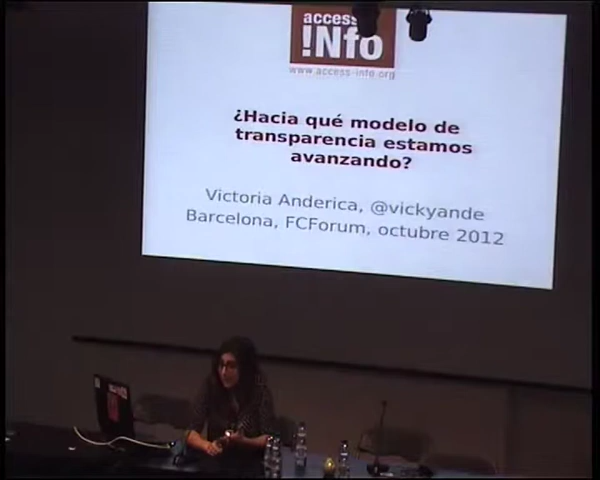 access
!NFo
www.access-info.org
¿Hacia qué modelo de
transparencia estamos
avanzando?
Victoria Anderica, @vickyande
Barcelona, FCForum, octubre 2012